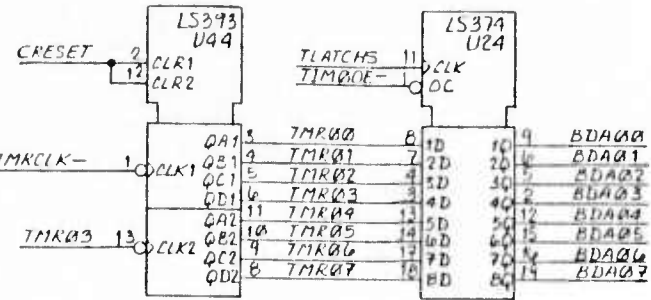 LS393
U44
LS374
U24
CRESET 2 CLR1
12 CLR2
TLATCHS 11 CLK
TIMOOE- 1 OC
QA1 3 TMR00 8 1D 1Q 9 BDA00
TMRCLK- 1 CLK1 QB1 4 TMR01 7 2D 2Q 6 BDA01
QC1 5 TMR02 4 3D 3Q 5 BDA02
QD1 6 TMR03 3 4D 4Q 2 BDA03
QA2 11 TMR04 13 5D 5Q 12 BDA04
TMR03 13 CLK2 QB2 10 TMR05 14 6D 6Q 15 BDA05
QC2 9 TMR06 17 7D 7Q 16 BDA06
QD2 8 TMR07 18 8D 8Q 19 BDA07